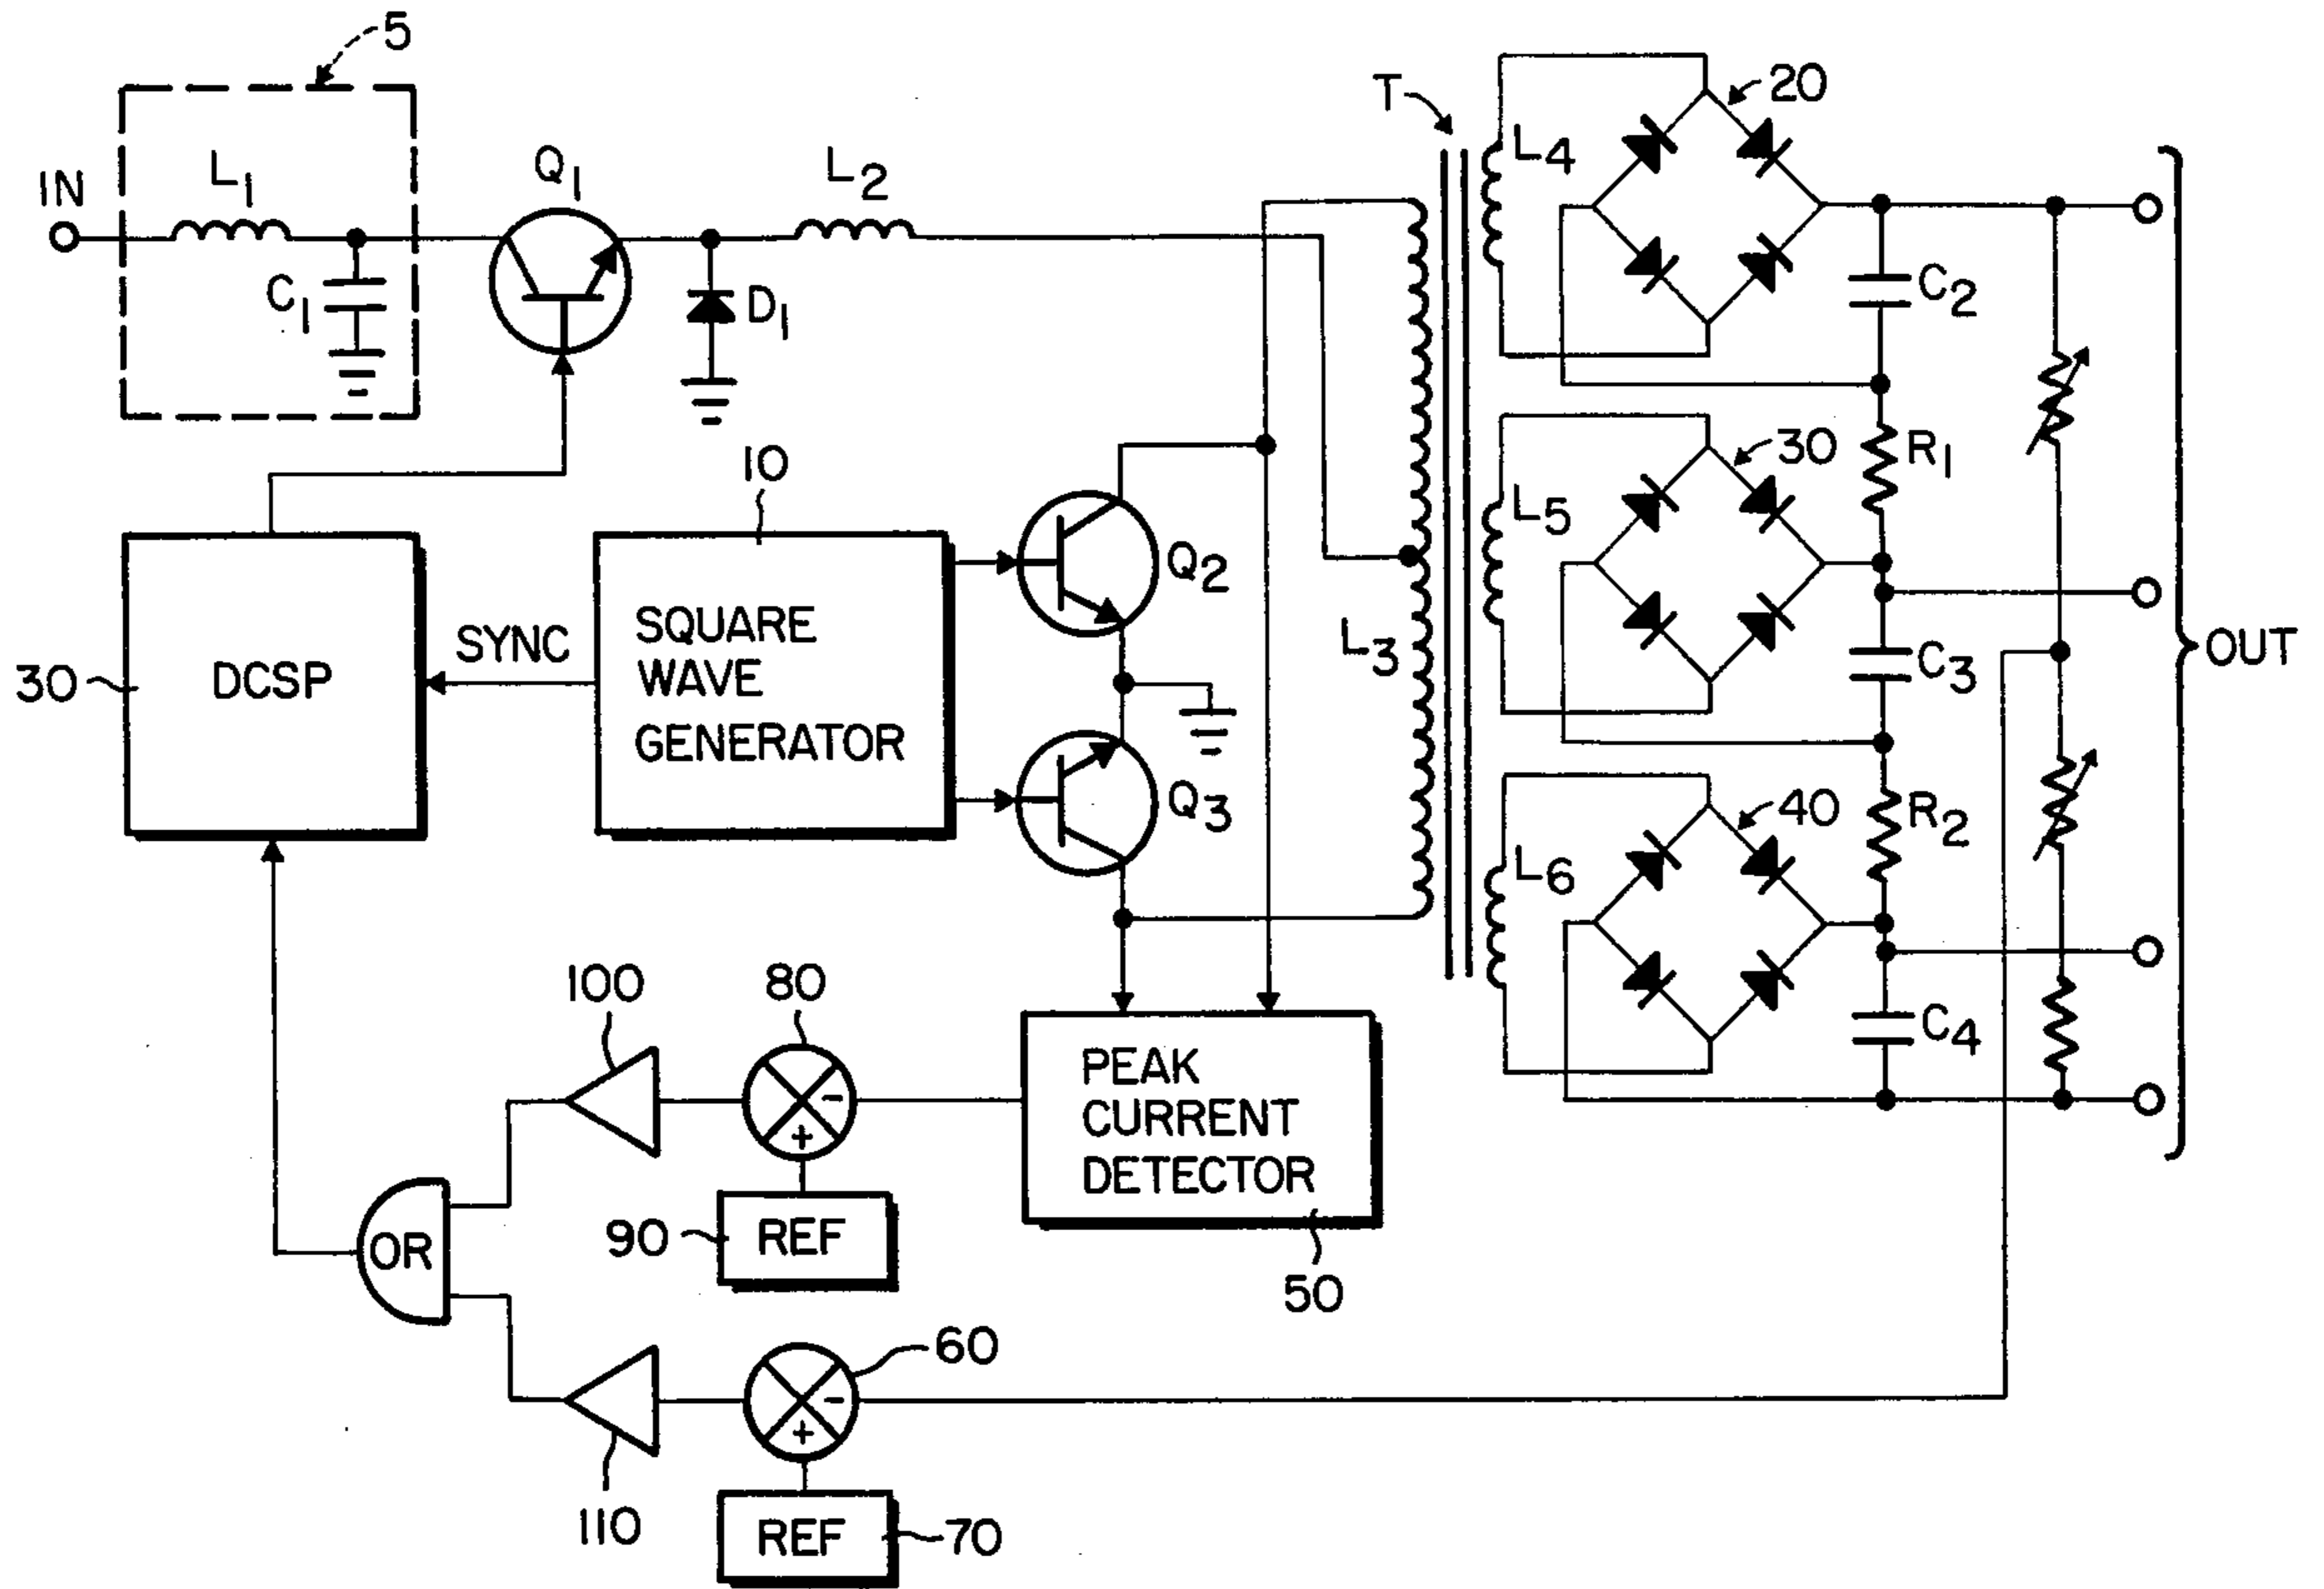 5
T
20
IN
L1
Q1
L2
L4
C1
D1
C2
10
30
R1
L5
Q2
SQUARE
WAVE
GENERATOR
SYNC
DCSP
30
L3
C3
OUT
Q3
40
R2
L6
100
80
C4
PEAK
CURRENT
DETECTOR
-
+
OR
90
REF
50
60
-
+
110
REF
70